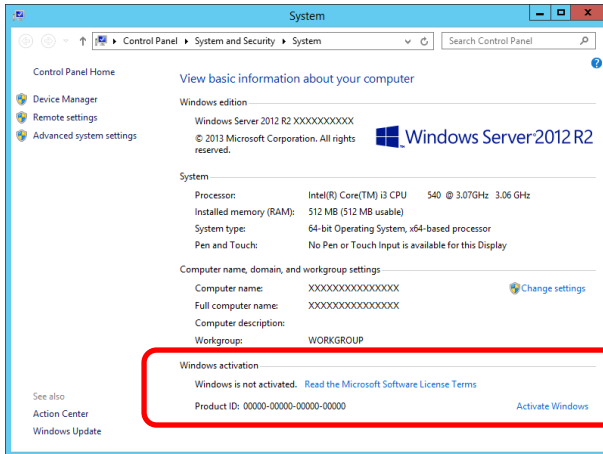 System
Control Panel ▸ System and Security ▸ System
Search Control Panel
Control Panel Home
Device Manager
Remote settings
Advanced system settings
See also
Action Center
Windows Update
View basic information about your computer
Windows edition
Windows Server 2012 R2 XXXXXXXXXX
© 2013 Microsoft Corporation. All rights
reserved.
Windows Server 2012 R2
System
Processor: Intel(R) Core(TM) i3 CPU 540 @ 3.07GHz 3.06 GHz
Installed memory (RAM): 512 MB (512 MB usable)
System type: 64-bit Operating System, x64-based processor
Pen and Touch: No Pen or Touch Input is available for this Display
Computer name, domain, and workgroup settings
Computer name: XXXXXXXXXXXXXXX Change settings
Full computer name: XXXXXXXXXXXXXXX
Computer description:
Workgroup: WORKGROUP
Windows activation
Windows is not activated. Read the Microsoft Software License Terms
Product ID: 00000-00000-00000-00000 Activate Windows